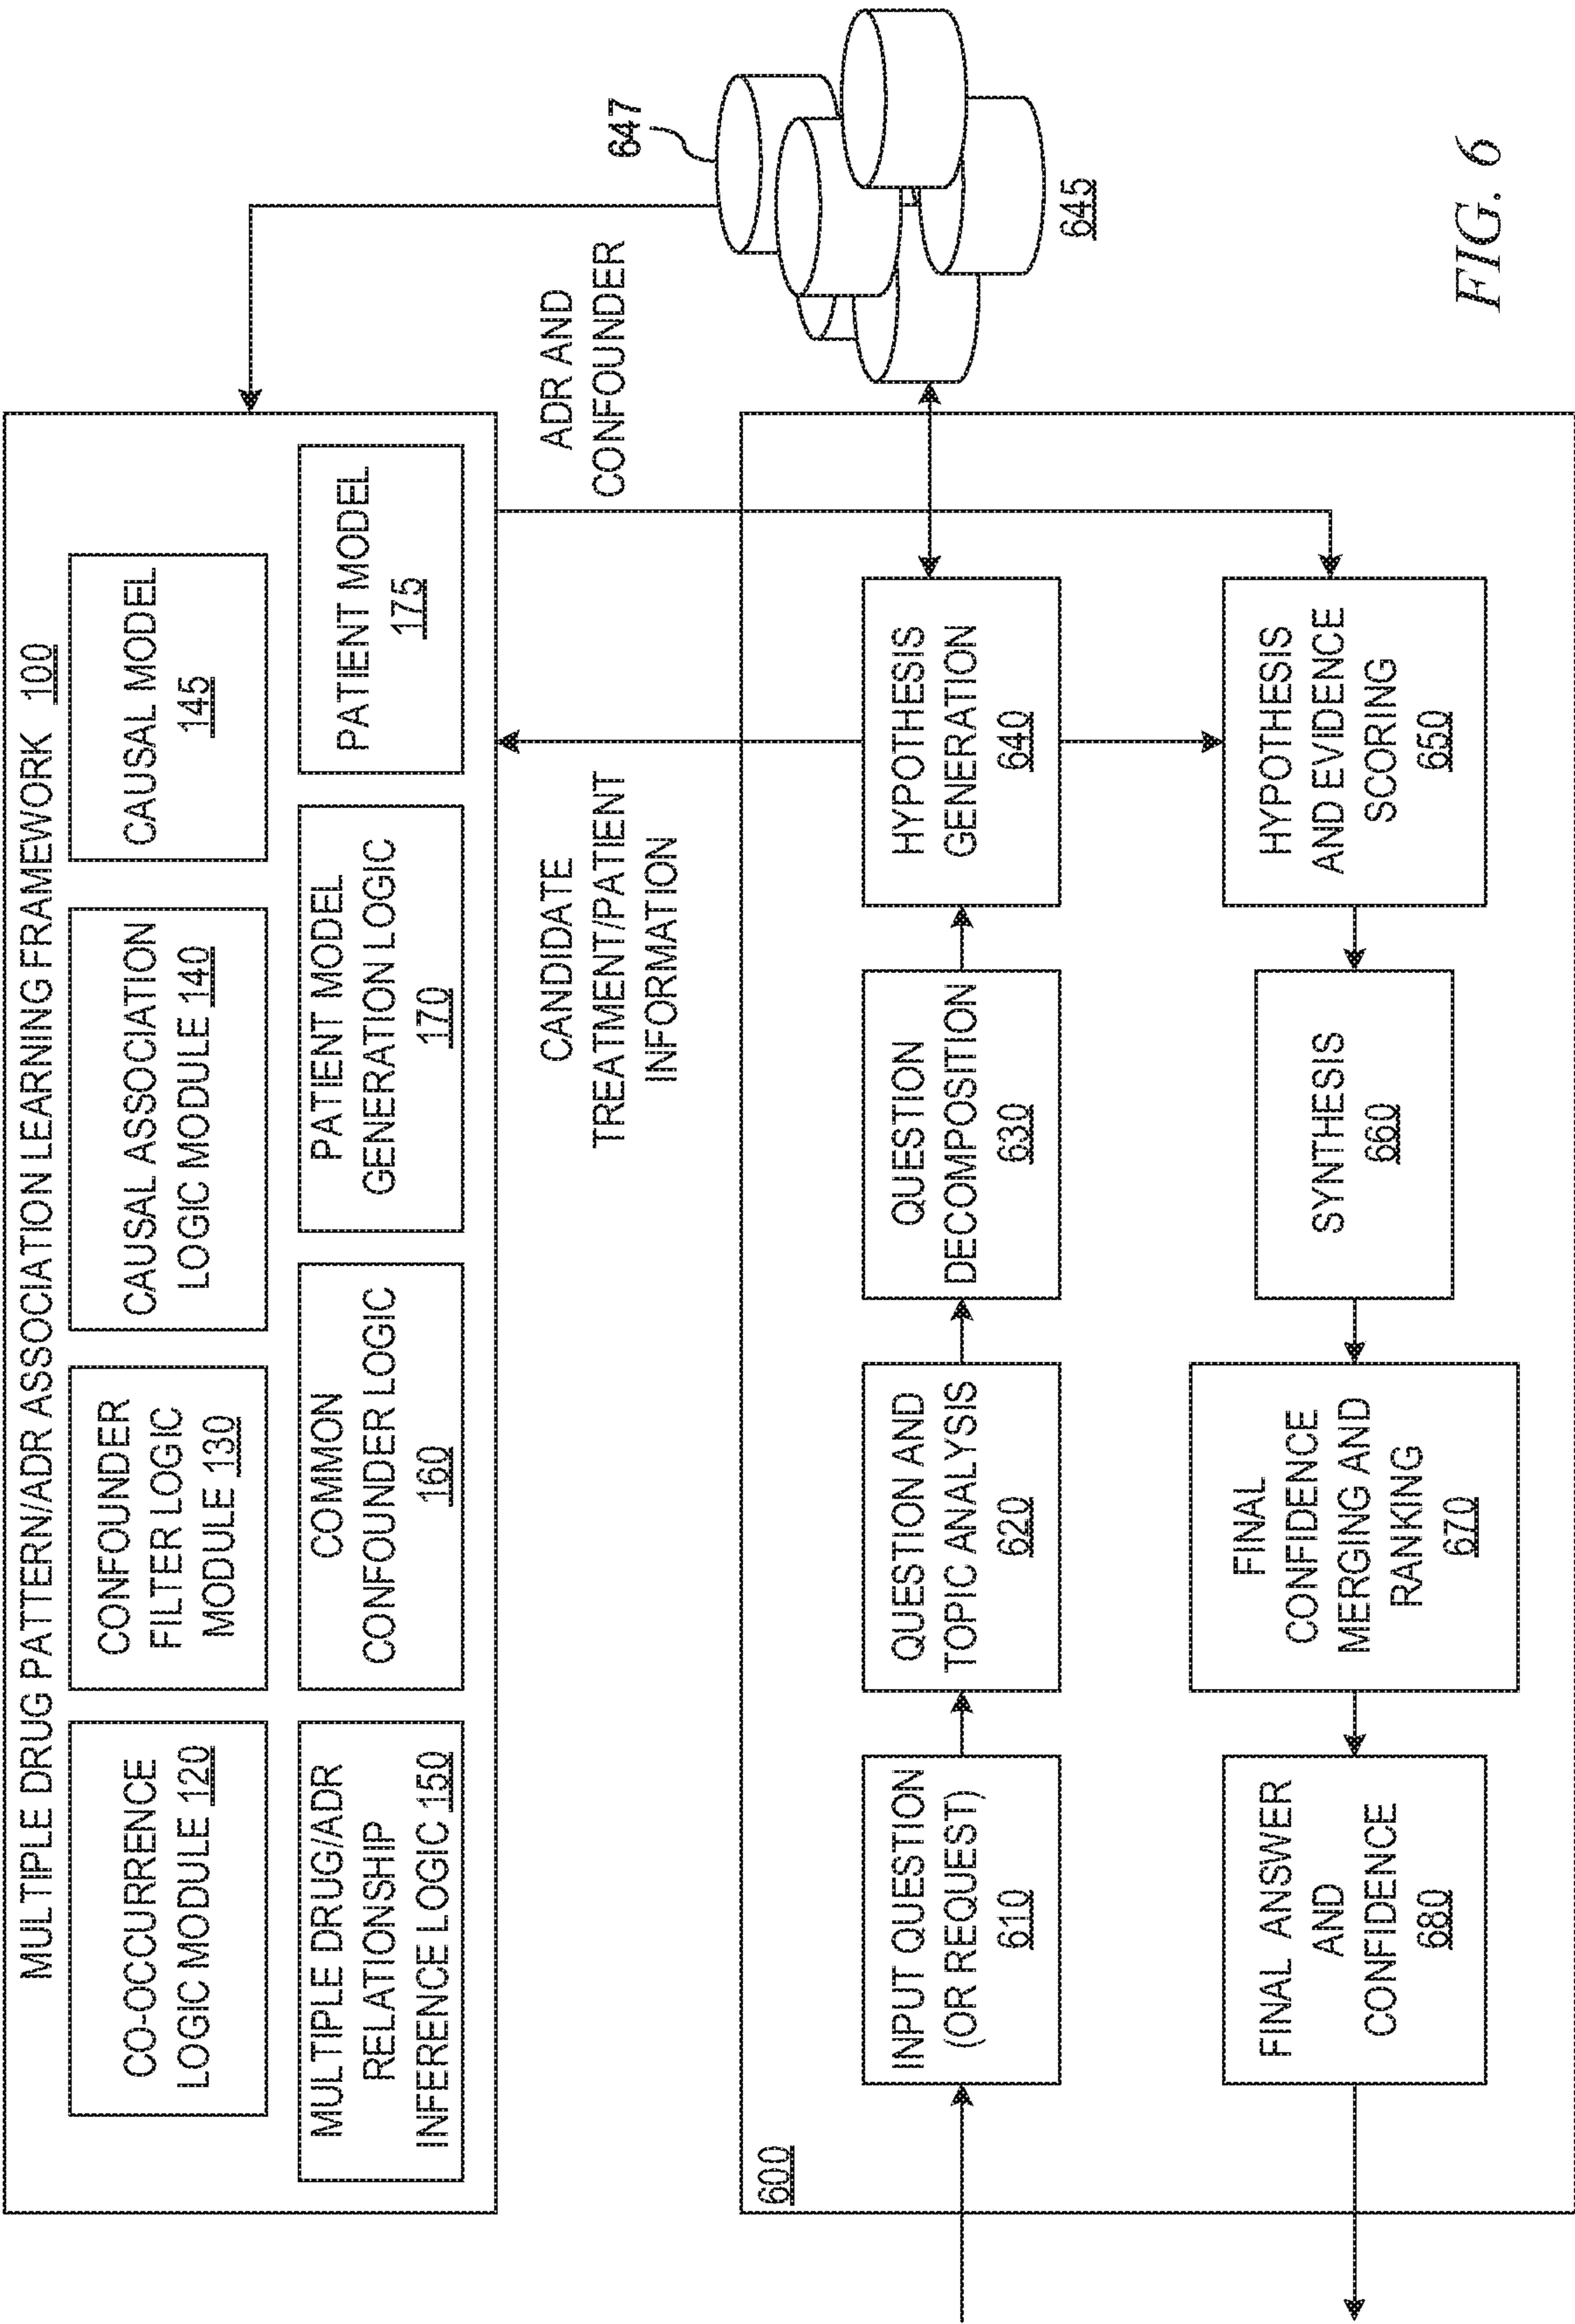 MULTIPLE DRUG PATTERN/ADR ASSOCIATION LEARNING FRAMEWORK 100
CO-OCCURRENCE
LOGIC MODULE 120
CONFOUNDER
FILTER LOGIC
MODULE 130
CAUSAL ASSOCIATION
LOGIC MODULE 140
CAUSAL MODEL
145
MULTIPLE DRUG/ADR
RELATIONSHIP
INFERENCE LOGIC 150
COMMON
CONFOUNDER LOGIC
160
PATIENT MODEL
GENERATION LOGIC
170
PATIENT MODEL
175
CANDIDATE
TREATMENT/PATIENT
INFORMATION
ADR AND
CONFOUNDER
647
645
600
INPUT QUESTION
(OR REQUEST)
610
QUESTION AND
TOPIC ANALYSIS
620
QUESTION
DECOMPOSITION
630
HYPOTHESIS
GENERATION
640
FINAL ANSWER
AND
CONFIDENCE
680
FINAL
CONFIDENCE
MERGING AND
RANKING
670
SYNTHESIS
660
HYPOTHESIS
AND EVIDENCE
SCORING
650
FIG. 6